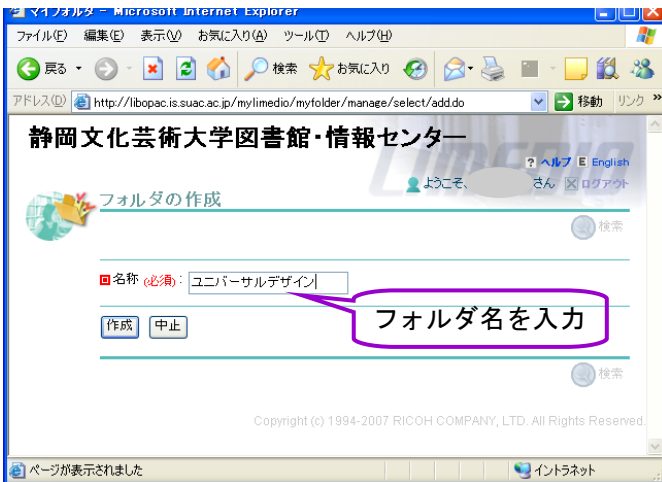 マイフォルダ - Microsoft Internet Explorer
ファイル(F) 編集(E) 表示(V) お気に入り(A) ツール(T) ヘルプ(H)
戻る 検索 お気に入り
アドレス(D) http://libopac.is.suac.ac.jp/mylimedio/myfolder/manage/select/add.do 移動 リンク »
静岡文化芸術大学図書館・情報センター
LIMEDIO
? ヘルプ E English
ようこそ、 さん ログアウト
フォルダの作成
検索
名称 (必須) : ユニバーサルデザイン
フォルダ名を入力
作成 中止
検索
Copyright (c) 1994-2007 RICOH COMPANY, LTD. All Rights Reserved.
ページが表示されました イントラネット